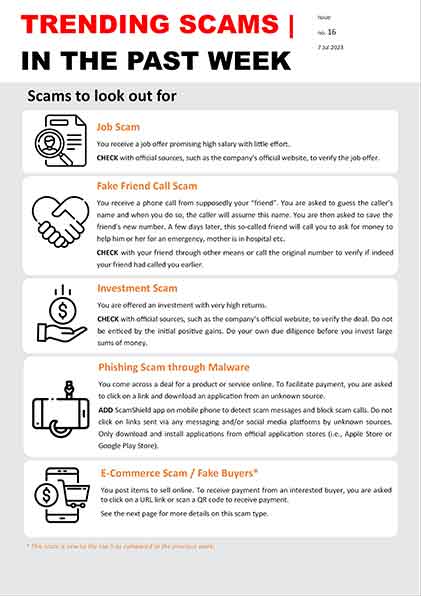 TRENDING SCAMS |
IN THE PAST WEEK
Issue
no. 16
7 Jul 2023
Scams to look out for
Job Scam
You receive a job offer promising high salary with little effort.
CHECK with official sources, such as the company's official website, to verify the job offer.
Fake Friend Call Scam
You receive a phone call from supposedly your "friend". You are asked to guess the caller's
name and when you do so, the caller will assume this name. You are then asked to save the
friend's new number. A few days later, this so-called friend will call you to ask for money to
help him or her for an emergency, mother is in hospital etc.
CHECK with your friend through other means or call the original number to verify if indeed
your friend had called you earlier.
Investment Scam
You are offered an investment with very high returns.
CHECK with official sources, such as the company's official website, to verify the deal. Do not
be enticed by the initial positive gains. Do your own due diligence before you invest large
sums of money.
Phishing Scam through Malware
You come across a deal for a product or service online. To facilitate payment, you are asked
to click on a link and download an application from an unknown source.
ADD ScamShield app on mobile phone to detect scam messages and block scam calls. Do not
click on links sent via any messaging and/or social media platforms by unknown sources.
Only download and install applications from official application stores (i.e., Apple Store or
Google Play Store).
E-Commerce Scam / Fake Buyers*
You post items to sell online. To receive payment from an interested buyer, you are asked
to click on a URL link or scan a QR code to receive payment.
See the next page for more details on this scam type.
* This scam is new to the top 5 as compared to the previous week.